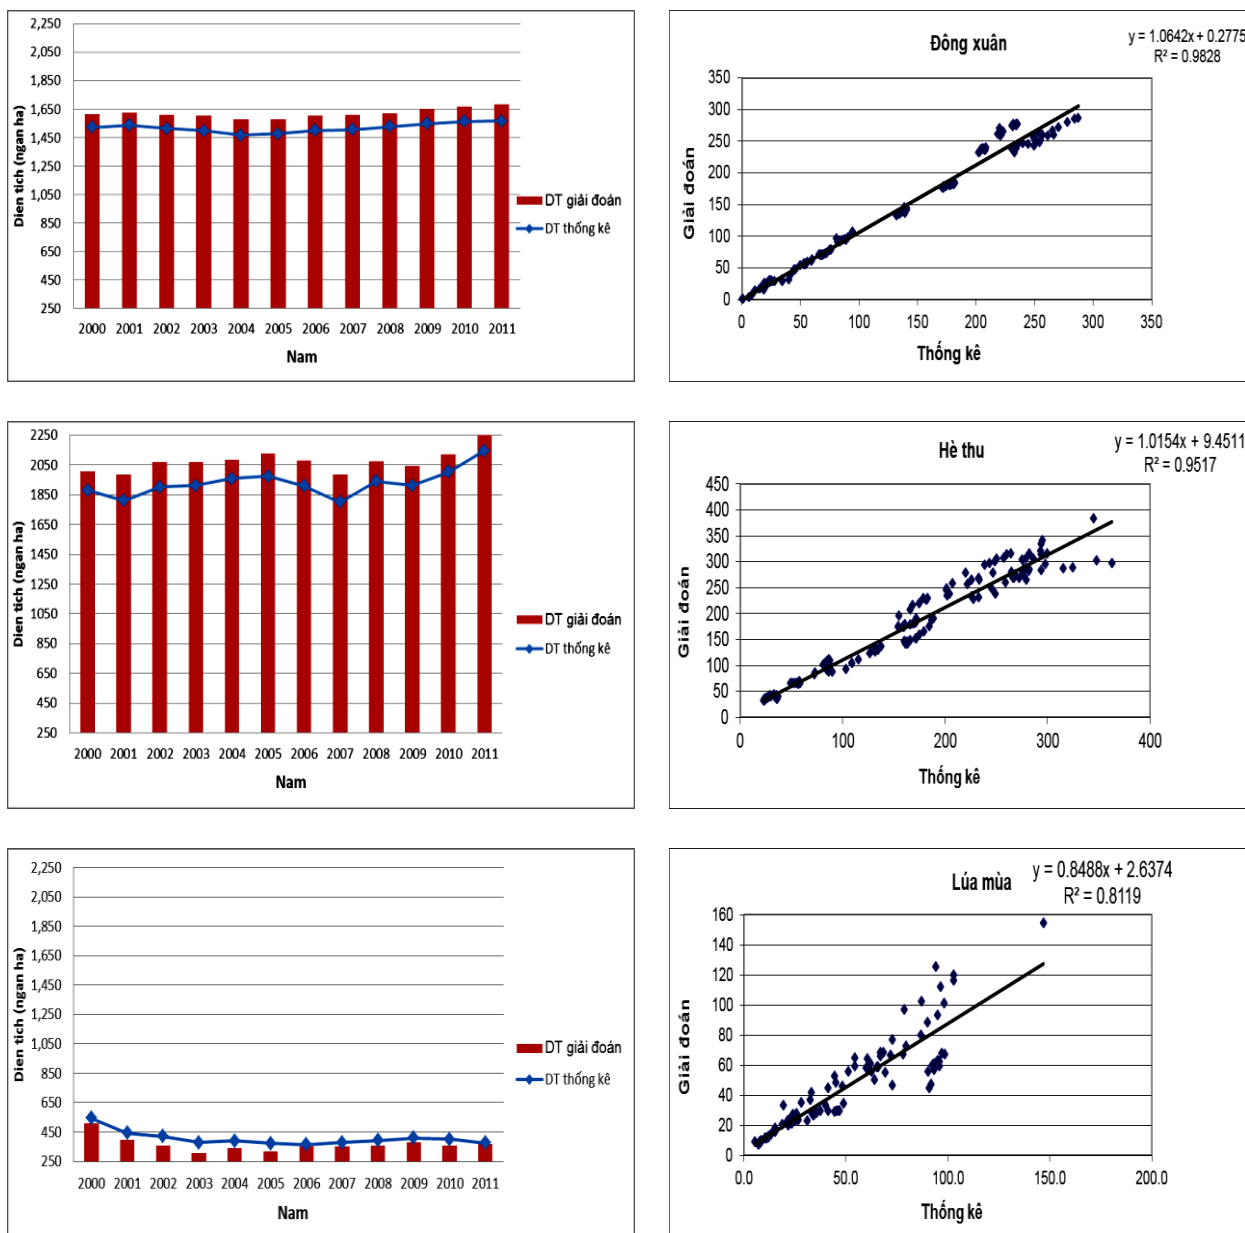 2,250
2,050
1,850
1,650
1,450
1,250
1,050
850
650
450
250
Dien tich (ngan ha)
2000 2001 2002 2003 2004 2005 2006 2007 2008 2009 2010 2011
Nam
DT giải đoán
DT thống kê
Đông xuân
y = 1.0642x + 0.2775
R² = 0.9828
350
300
250
200
150
100
50
0
Giải đoán
0 50 100 150 200 250 300 350
Thống kê
2250
2050
1850
1650
1450
1250
1050
850
650
450
250
Dien tich (ngan ha)
2000 2001 2002 2003 2004 2005 2006 2007 2008 2009 2010 2011
Nam
DT giải đoán
DT thống kê
Hè thu
y = 1.0154x + 9.4511
R² = 0.9517
450
400
350
300
250
200
150
100
50
0
Giải đoán
0 100 200 300 400
Thống kê
2,250
2,050
1,850
1,650
1,450
1,250
1,050
850
650
450
250
Dien tich (ngan ha)
2000 2001 2002 2003 2004 2005 2006 2007 2008 2009 2010 2011
Nam
DT giải đoán
DT thống kê
Lúa mùa
y = 0.8488x + 2.6374
R² = 0.8119
160
140
120
100
80
60
40
20
0
Giải đoán
0.0 50.0 100.0 150.0 200.0
Thống kê